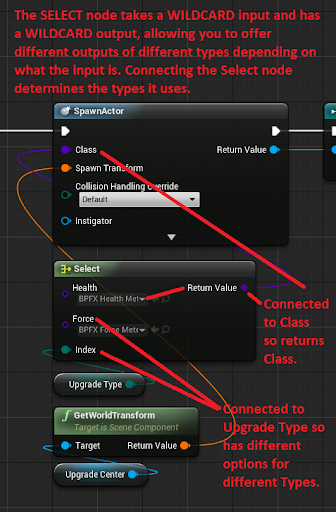 The SELECT node takes a WILDCARD input and has
a WILDCARD output, allowing you to offer
different outputs of different types depending on
what the input is. Connecting the Select node
determines the types it uses.
SpawnActor
Class
Return Value
Spawn Transform
Collision Handling Override
Default
Instigator
Select
Health
BPFX Health Met
Return Value
Force
BPFX Force Met
Index
Connected
to Class
so returns
Class.
Upgrade Type
Connected to
Upgrade Type so
has different
options for
different Types.
f GetWorldTransform
Target is Scene Component
Target
Return Value
Upgrade Center